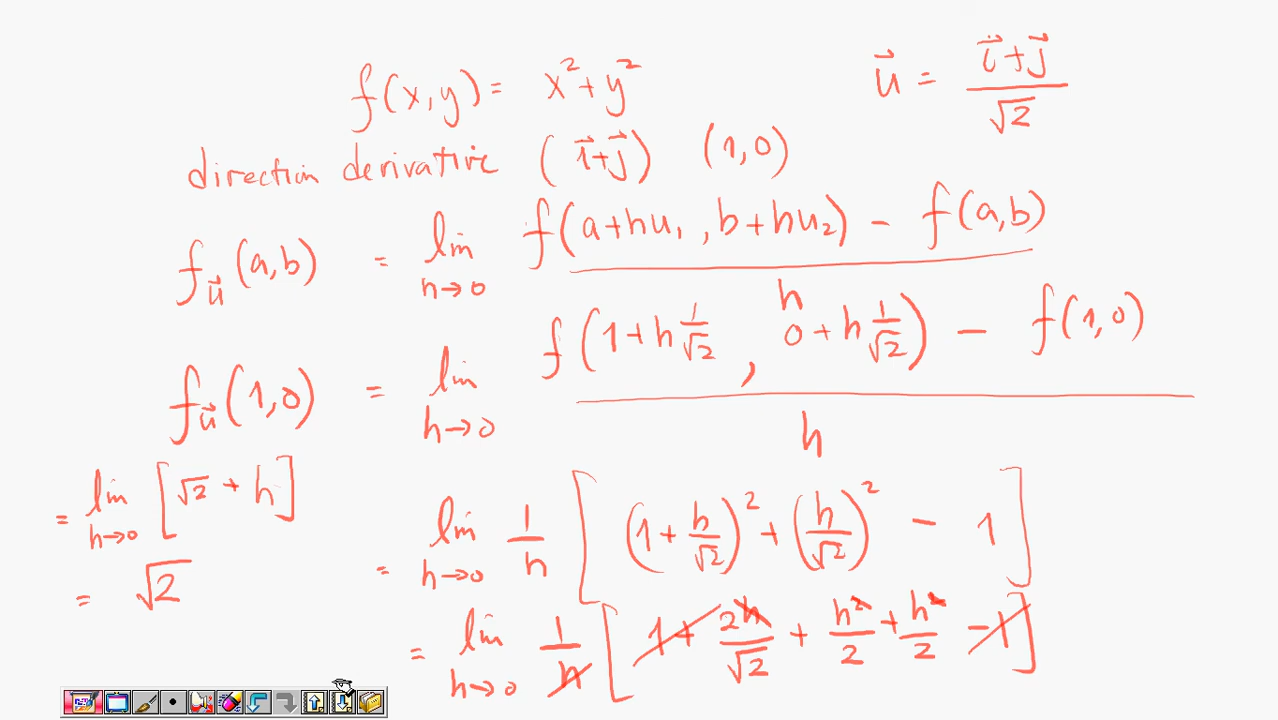 f(x,y) = x² + y²
u⃗ = (i⃗+j⃗)/√2
direction derivative (i⃗+j⃗) (1,0)
f_u⃗ (a,b) = lim h→0 [f(a+hu₁ , b+hu₂) − f(a,b)] / h
f_u⃗ (1,0) = lim h→0 [f(1+h 1/√2 , 0+h 1/√2) − f(1,0)] / h
= lim h→0 1/h [(1+h/√2)² + (h/√2)² − 1]
= lim h→0 1/h [1 + 2h/√2 + h²/2 + h²/2 − 1]
= lim h→0 [√2 + h]
= √2